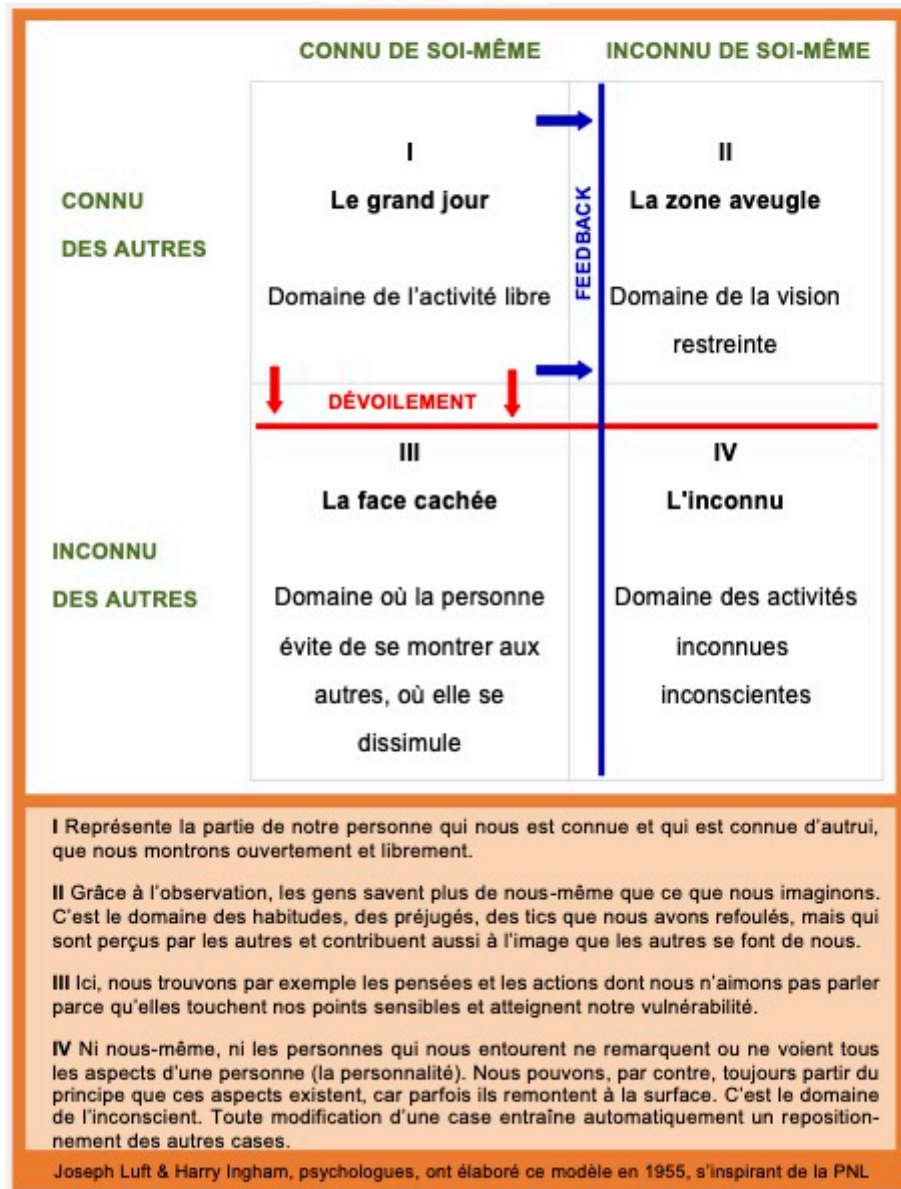 CONNU DE SOI-MÊME INCONNU DE SOI-MÊME
CONNU
DES AUTRES
I
Le grand jour
Domaine de l'activité libre
FEEDBACK
II
La zone aveugle
Domaine de la vision
restreinte
DÉVOILEMENT
INCONNU
DES AUTRES
III
La face cachée
Domaine où la personne
évite de se montrer aux
autres, où elle se
dissimule
IV
L'inconnu
Domaine des activités
inconnues
inconscientes
I Représente la partie de notre personne qui nous est connue et qui est connue d'autrui,
que nous montrons ouvertement et librement.
II Grâce à l'observation, les gens savent plus de nous-même que ce que nous imaginons.
C'est le domaine des habitudes, des préjugés, des tics que nous avons refoulés, mais qui
sont perçus par les autres et contribuent aussi à l'image que les autres se font de nous.
III Ici, nous trouvons par exemple les pensées et les actions dont nous n'aimons pas parler
parce qu'elles touchent nos points sensibles et atteignent notre vulnérabilité.
IV Ni nous-même, ni les personnes qui nous entourent ne remarquent ou ne voient tous
les aspects d'une personne (la personnalité). Nous pouvons, par contre, toujours partir du
principe que ces aspects existent, car parfois ils remontent à la surface. C'est le domaine
de l'inconscient. Toute modification d'une case entraîne automatiquement un reposition-
nement des autres cases.
Joseph Luft & Harry Ingham, psychologues, ont élaboré ce modèle en 1955, s'inspirant de la PNL